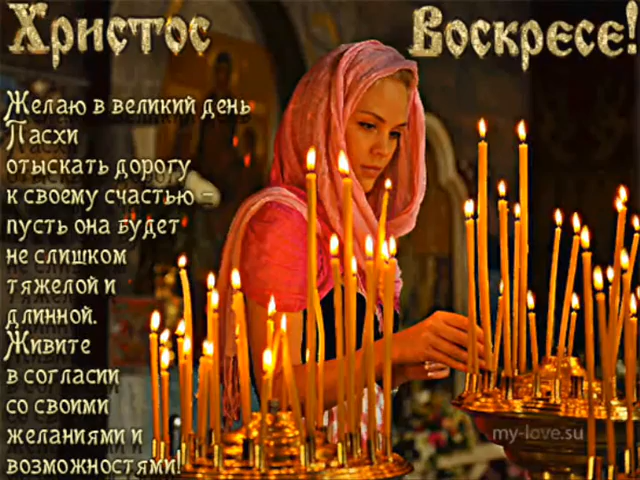 Христос Воскресе!
Желаю в великий день
Пасхи
отыскать дорогу
к своему счастью –
пусть она будет
не слишком
тяжелой и
длинной.
Живите
в согласии
со своими
желаниями и
возможностями!
my-love.su